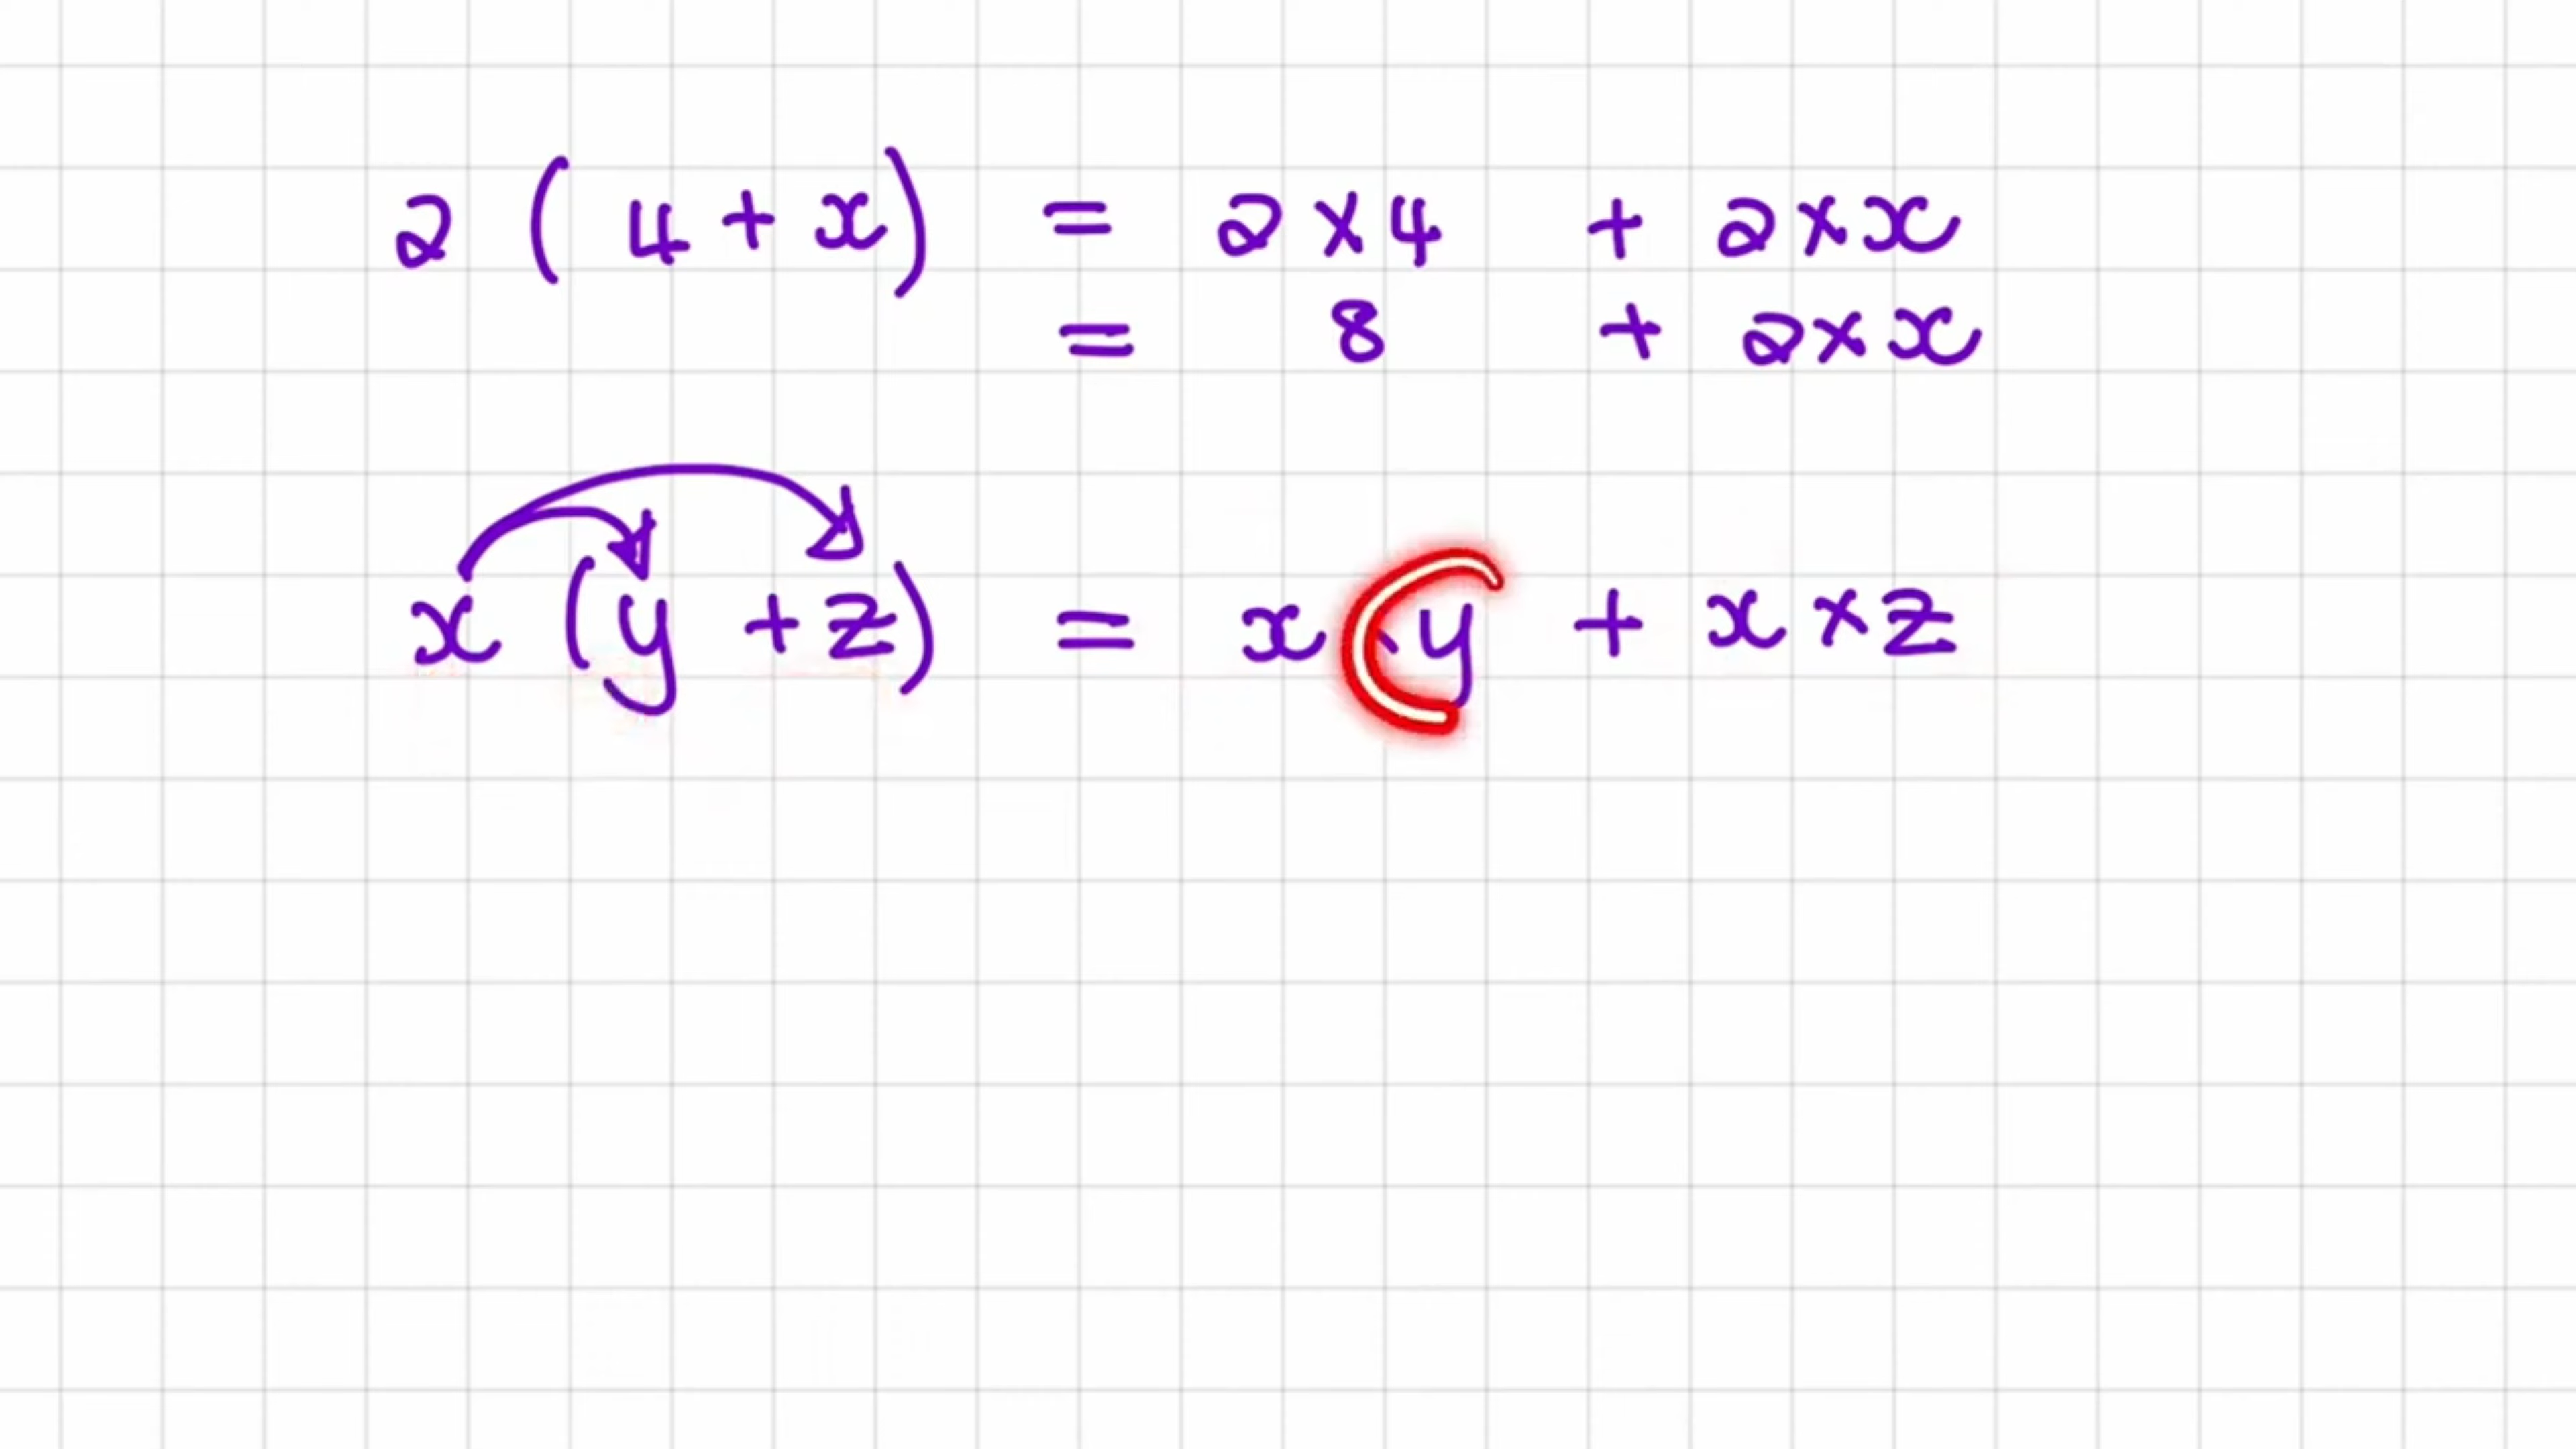 2 ( 4 + x ) = 2 × 4 + 2 × x
= 8 + 2 × x
x ( y + z ) = x × y + x × z